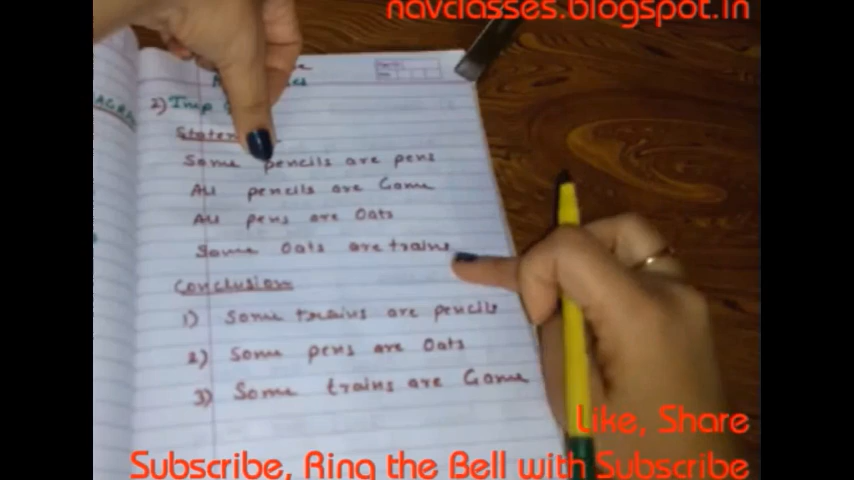 navclasses.blogspot.in
2) Imp
Some pencils are pens
All pencils are Game
All pens are Oats
Some Oats are trains
Conclusion
1) Some trains are pencils
2) Some pens are Oats
3) Some trains are Game
Like, Share
Subscribe, Ring the Bell with Subscribe